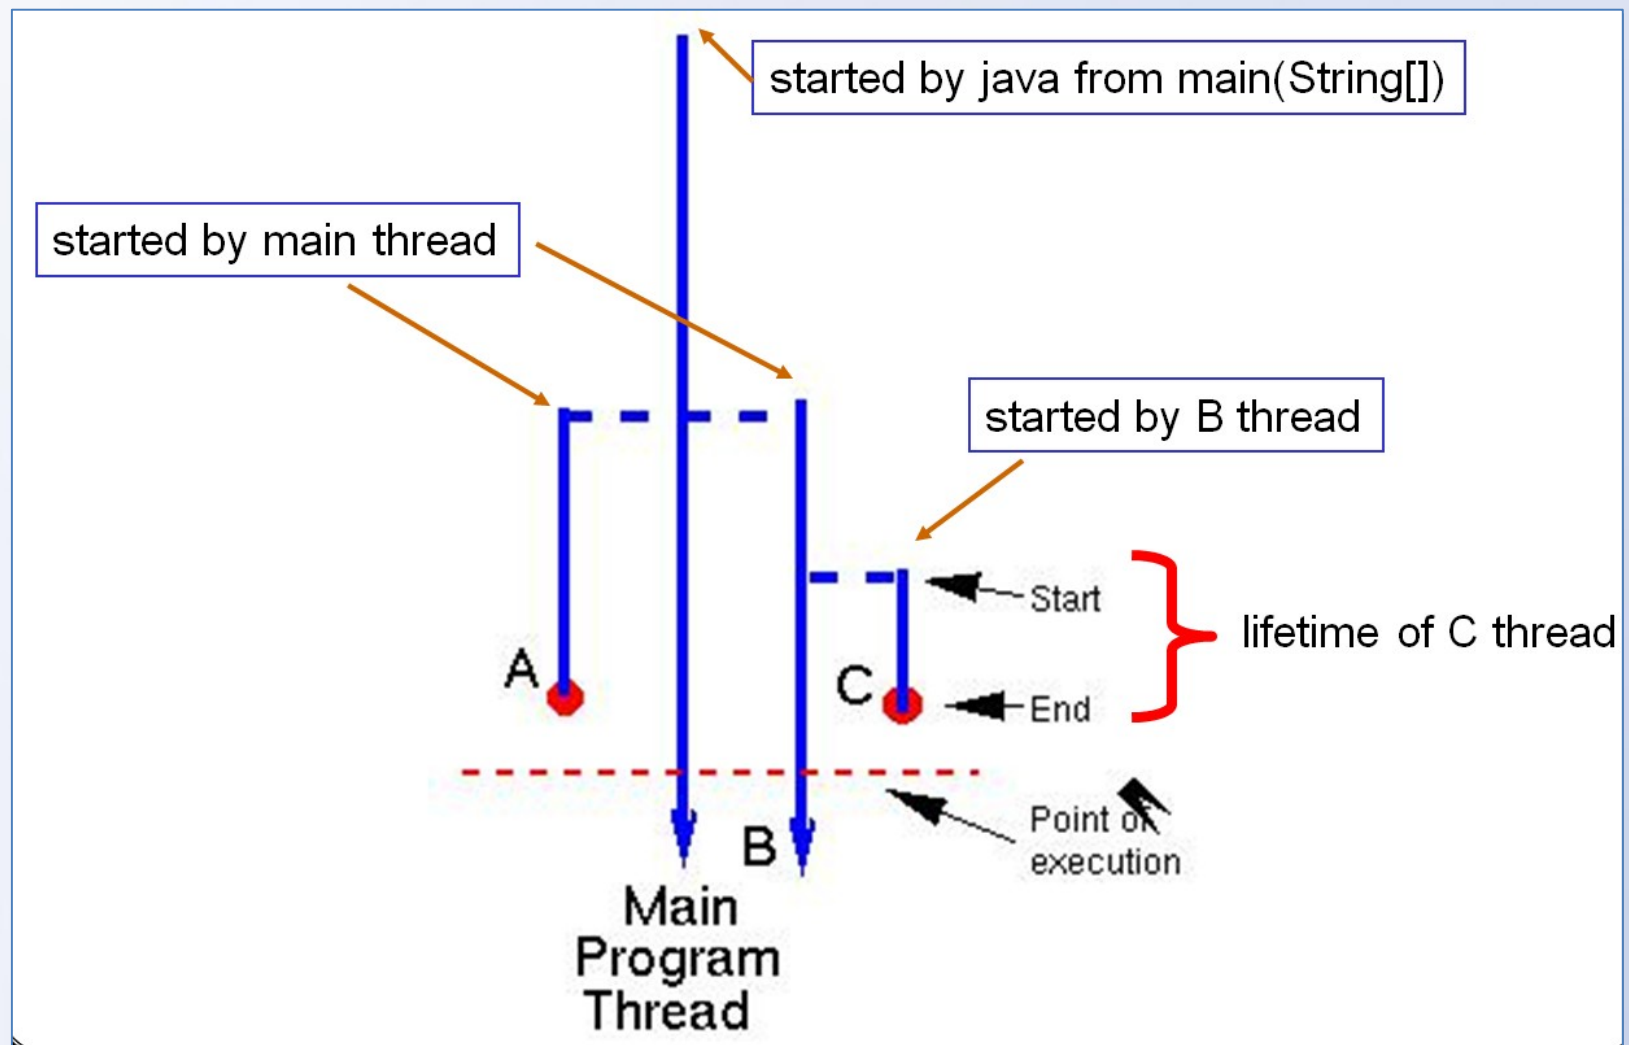 started by java from main(String[])
started by main thread
started by B thread
Start
lifetime of C thread
A
C
End
Point of
execution
B
Main
Program
Thread